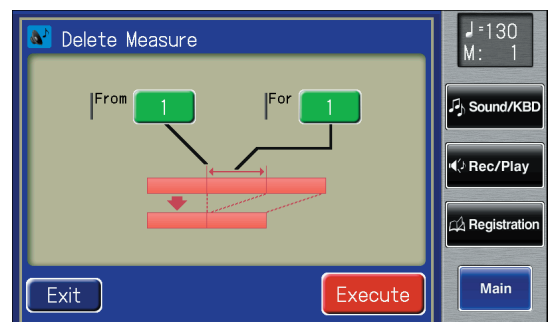 Delete Measure
From 1 For 1
Exit
Execute
♩=130
M: 1
Sound/KBD
Rec/Play
Registration
Main